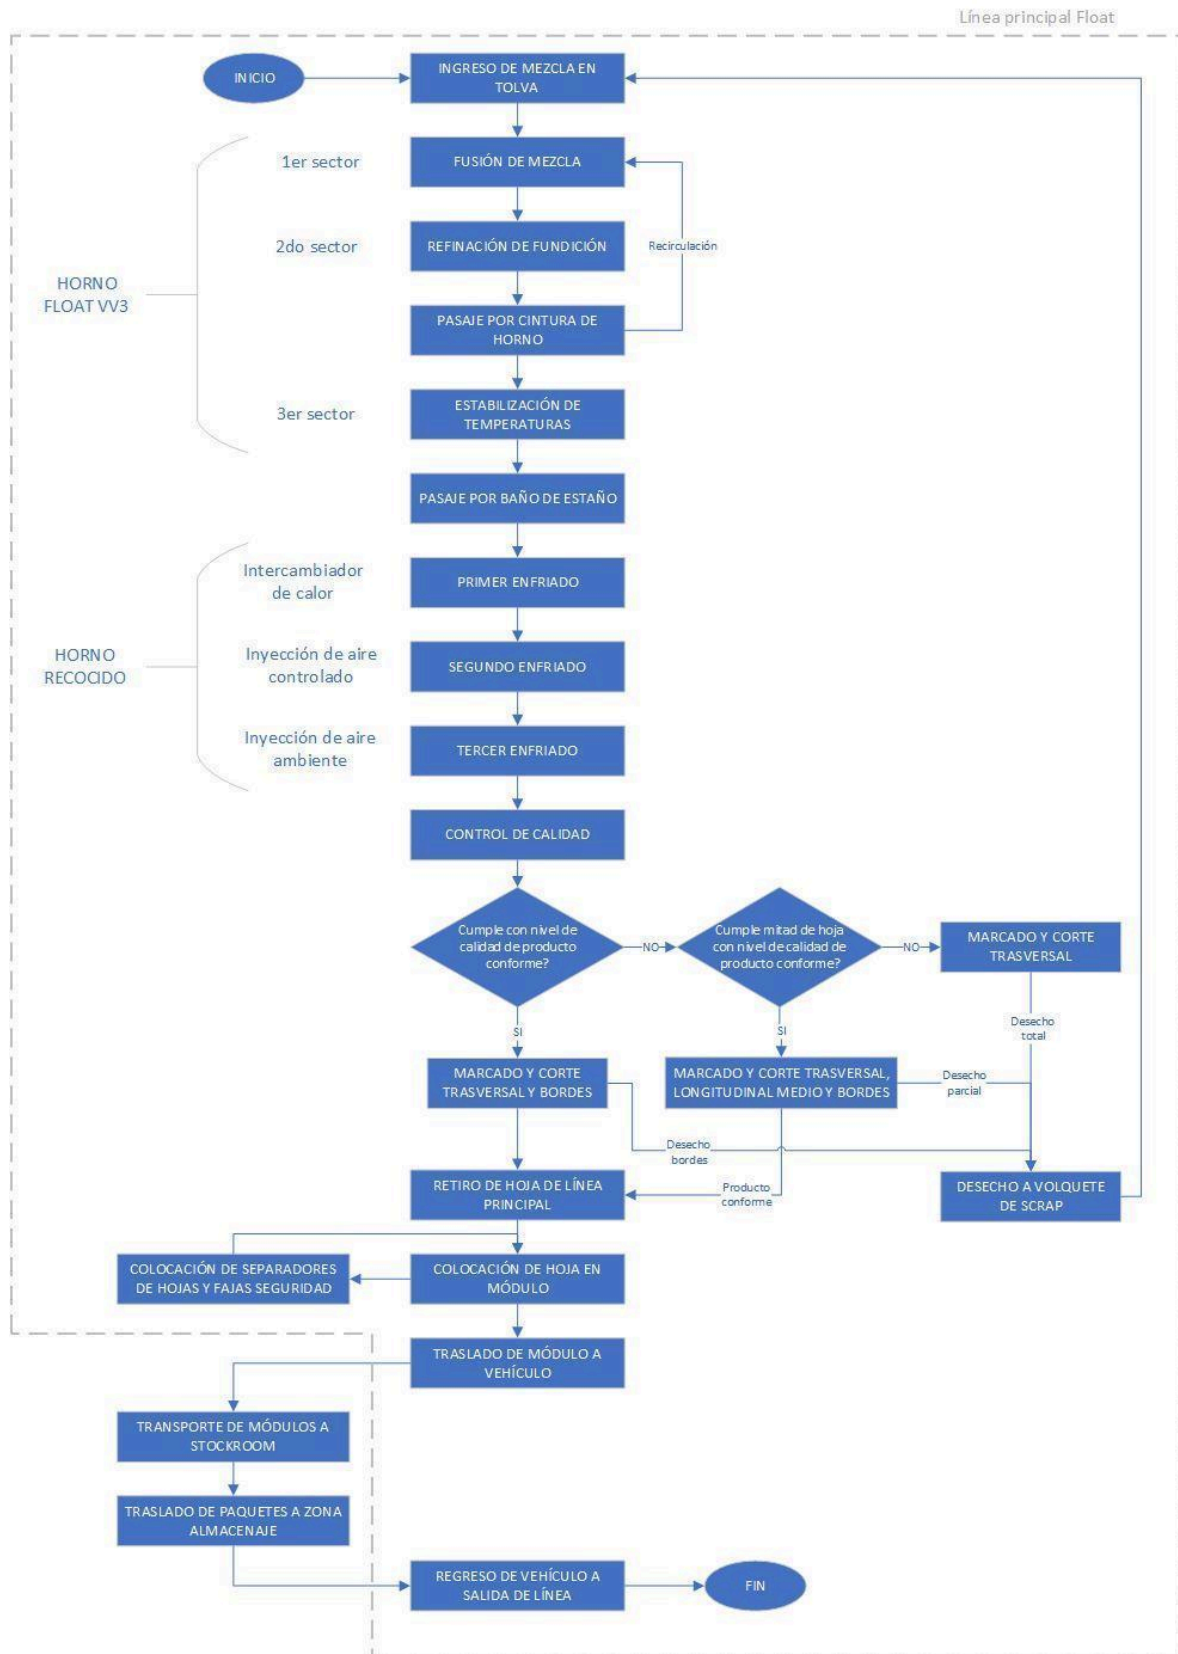 Línea principal Float
INICIO
INGRESO DE MEZCLA EN
TOLVA
1er sector
FUSIÓN DE MEZCLA
2do sector
REFINACIÓN DE FUNDICIÓN
Recirculación
HORNO
FLOAT VV3
PASAJE POR CINTURA DE
HORNO
3er sector
ESTABILIZACIÓN DE
TEMPERATURAS
PASAJE POR BAÑO DE ESTAÑO
Intercambiador
de calor
PRIMER ENFRIADO
HORNO
RECOCIDO
Inyección de aire
controlado
SEGUNDO ENFRIADO
Inyección de aire
ambiente
TERCER ENFRIADO
CONTROL DE CALIDAD
Cumple con nivel de
calidad de producto
conforme?
NO
Cumple mitad de hoja
con nivel de calidad de
producto conforme?
NO
MARCADO Y CORTE
TRASVERSAL
SI
SI
Desecho
total
MARCADO Y CORTE
TRASVERSAL Y BORDES
MARCADO Y CORTE TRASVERSAL,
LONGITUDINAL MEDIO Y BORDES
Desecho
parcial
Desecho
bordes
RETIRO DE HOJA DE LÍNEA
PRINCIPAL
Producto
conforme
DESECHO A VOLQUETE
DE SCRAP
COLOCACIÓN DE SEPARADORES
DE HOJAS Y FAJAS SEGURIDAD
COLOCACIÓN DE HOJA EN
MÓDULO
TRASLADO DE MÓDULO A
VEHÍCULO
TRANSPORTE DE MÓDULOS A
STOCKROOM
TRASLADO DE PAQUETES A ZONA
ALMACENAJE
REGRESO DE VEHÍCULO A
SALIDA DE LÍNEA
FIN